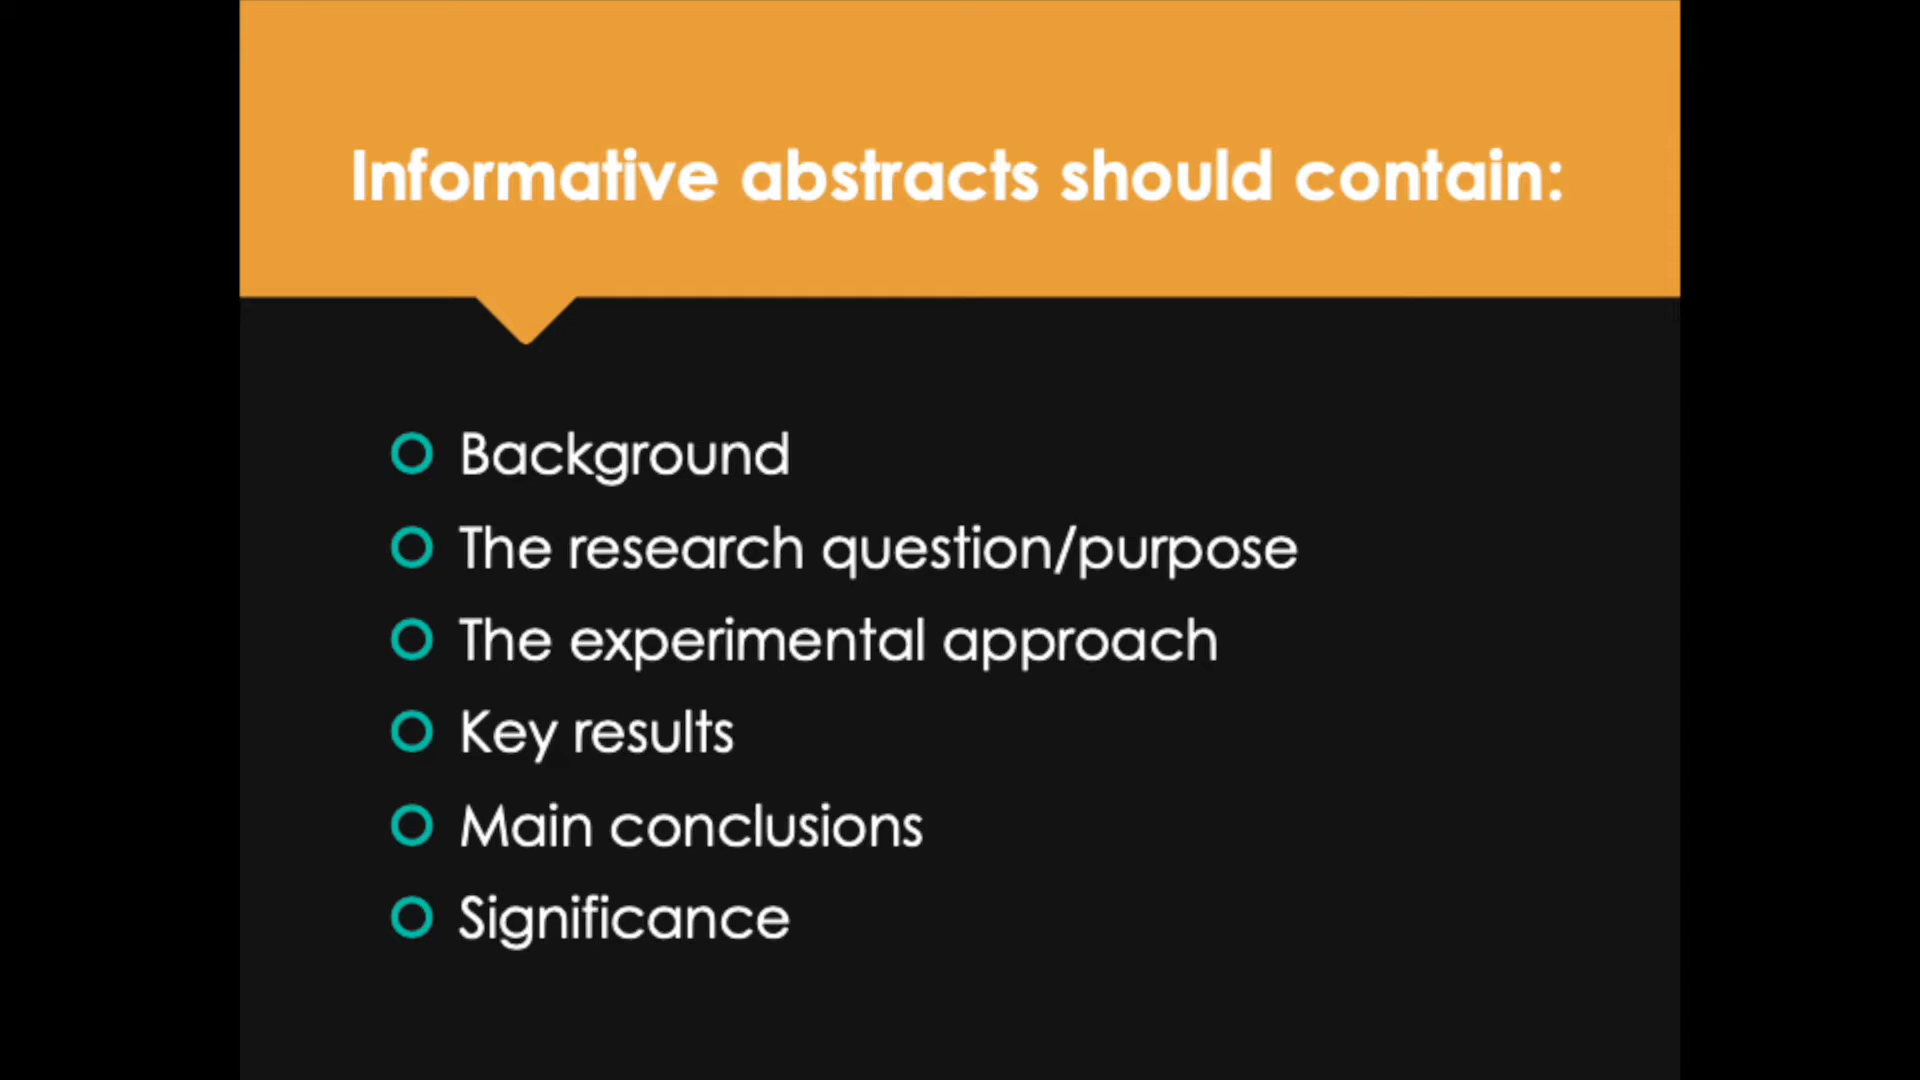 Informative abstracts should contain:
Background
The research question/purpose
The experimental approach
Key results
Main conclusions
Significance